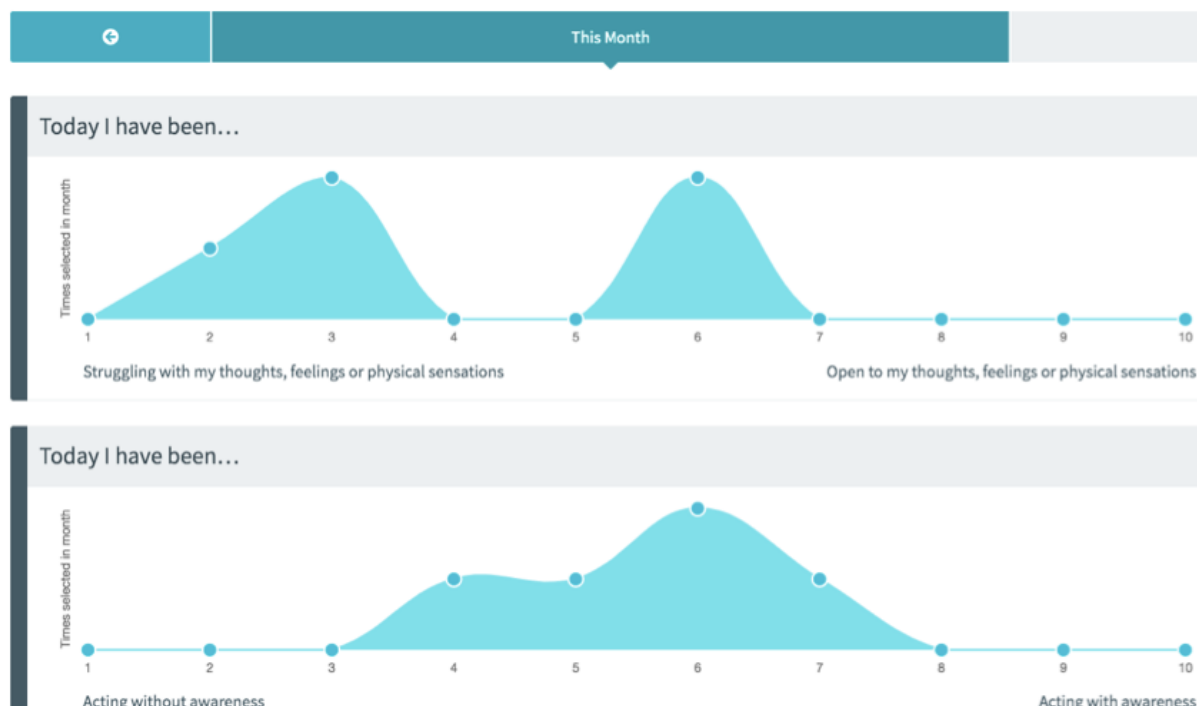 This Month
Today I have been...
Times selected in month
1 2 3 4 5 6 7 8 9 10
Struggling with my thoughts, feelings or physical sensations Open to my thoughts, feelings or physical sensations
Today I have been...
Times selected in month
1 2 3 4 5 6 7 8 9 10
Acting without awareness Acting with awareness